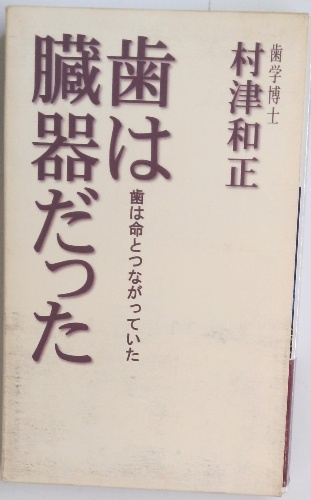 歯学博士
村津和正
歯は
臓器だった
歯は命とつながっていた